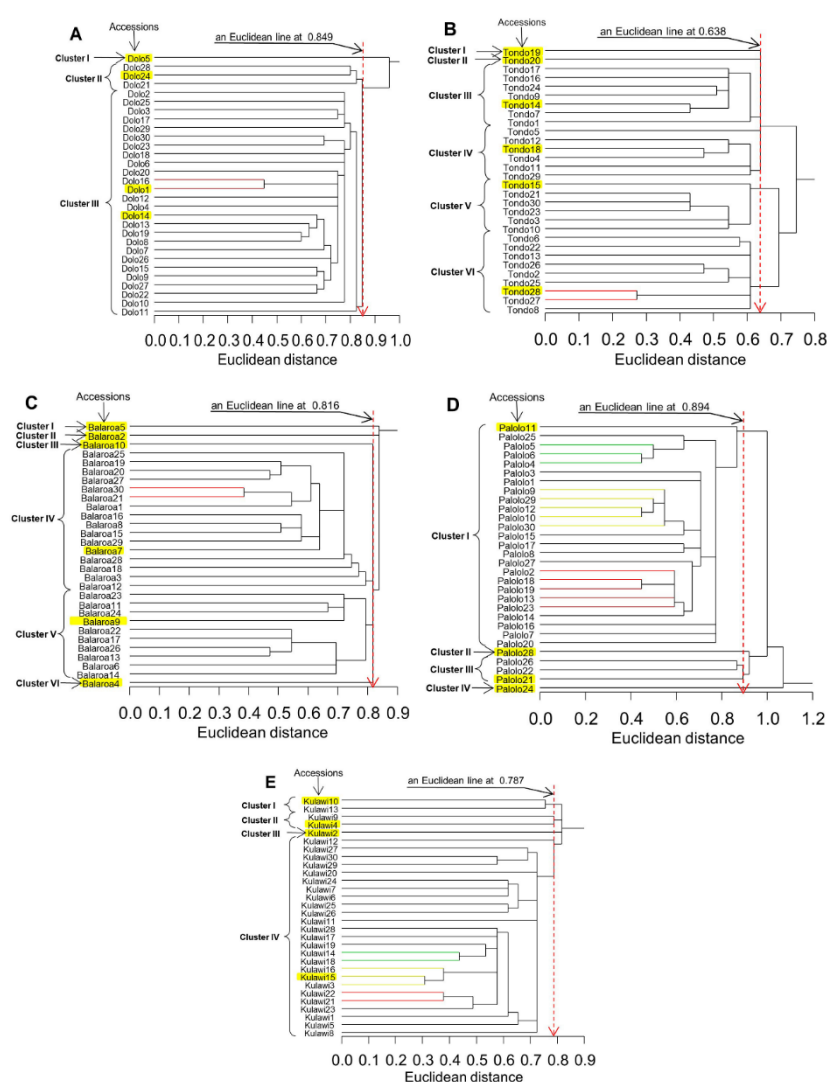 A
Accessions
an Euclidean line at 0.849
Cluster I
Cluster II
Cluster III
Dolo5
Dolo28
Dolo24
Dolo21
Dolo2
Dolo25
Dolo3
Dolo17
Dolo29
Dolo30
Dolo23
Dolo18
Dolo6
Dolo20
Dolo16
Dolo1
Dolo12
Dolo4
Dolo14
Dolo13
Dolo19
Dolo8
Dolo7
Dolo26
Dolo15
Dolo9
Dolo27
Dolo22
Dolo10
Dolo11
0.0 0.1 0.2 0.3 0.4 0.5 0.6 0.7 0.8 0.9 1.0
Euclidean distance
B
Accessions
an Euclidean line at 0.638
Cluster I
Cluster II
Cluster III
Cluster IV
Cluster V
Cluster VI
Tondo19
Tondo20
Tondo17
Tondo16
Tondo24
Tondo9
Tondo14
Tondo7
Tondo1
Tondo5
Tondo12
Tondo18
Tondo4
Tondo11
Tondo29
Tondo15
Tondo21
Tondo30
Tondo23
Tondo3
Tondo10
Tondo6
Tondo22
Tondo13
Tondo26
Tondo2
Tondo25
Tondo28
Tondo27
Tondo8
0.0 0.1 0.2 0.3 0.4 0.5 0.6 0.7 0.8
Euclidean distance
C
Accessions
an Euclidean line at 0.816
Cluster I
Cluster II
Cluster III
Cluster IV
Cluster V
Cluster VI
Balaroa5
Balaroa2
Balaroa10
Balaroa25
Balaroa19
Balaroa20
Balaroa27
Balaroa30
Balaroa21
Balaroa1
Balaroa16
Balaroa8
Balaroa15
Balaroa29
Balaroa7
Balaroa28
Balaroa18
Balaroa3
Balaroa12
Balaroa23
Balaroa11
Balaroa24
Balaroa9
Balaroa22
Balaroa17
Balaroa26
Balaroa13
Balaroa6
Balaroa14
Balaroa4
0.0 0.1 0.2 0.3 0.4 0.5 0.6 0.7 0.8 0.9
Euclidean distance
D
Accessions
an Euclidean line at 0.894
Cluster I
Cluster II
Cluster III
Cluster IV
Palolo11
Palolo25
Palolo5
Palolo6
Palolo4
Palolo3
Palolo1
Palolo9
Palolo29
Palolo12
Palolo10
Palolo30
Palolo15
Palolo17
Palolo8
Palolo27
Palolo2
Palolo18
Palolo19
Palolo13
Palolo23
Palolo14
Palolo16
Palolo7
Palolo20
Palolo28
Palolo26
Palolo22
Palolo21
Palolo24
0.0 0.2 0.4 0.6 0.8 1.0 1.2
Euclidean distance
E
Accessions
an Euclidean line at 0.787
Cluster I
Cluster II
Cluster III
Cluster IV
Kulawi10
Kulawi13
Kulawi9
Kulawi4
Kulawi2
Kulawi12
Kulawi27
Kulawi30
Kulawi29
Kulawi20
Kulawi24
Kulawi7
Kulawi6
Kulawi25
Kulawi26
Kulawi11
Kulawi28
Kulawi17
Kulawi19
Kulawi14
Kulawi18
Kulawi16
Kulawi15
Kulawi3
Kulawi22
Kulawi21
Kulawi23
Kulawi1
Kulawi5
Kulawi8
0.0 0.1 0.2 0.3 0.4 0.5 0.6 0.7 0.8 0.9
Euclidean distance